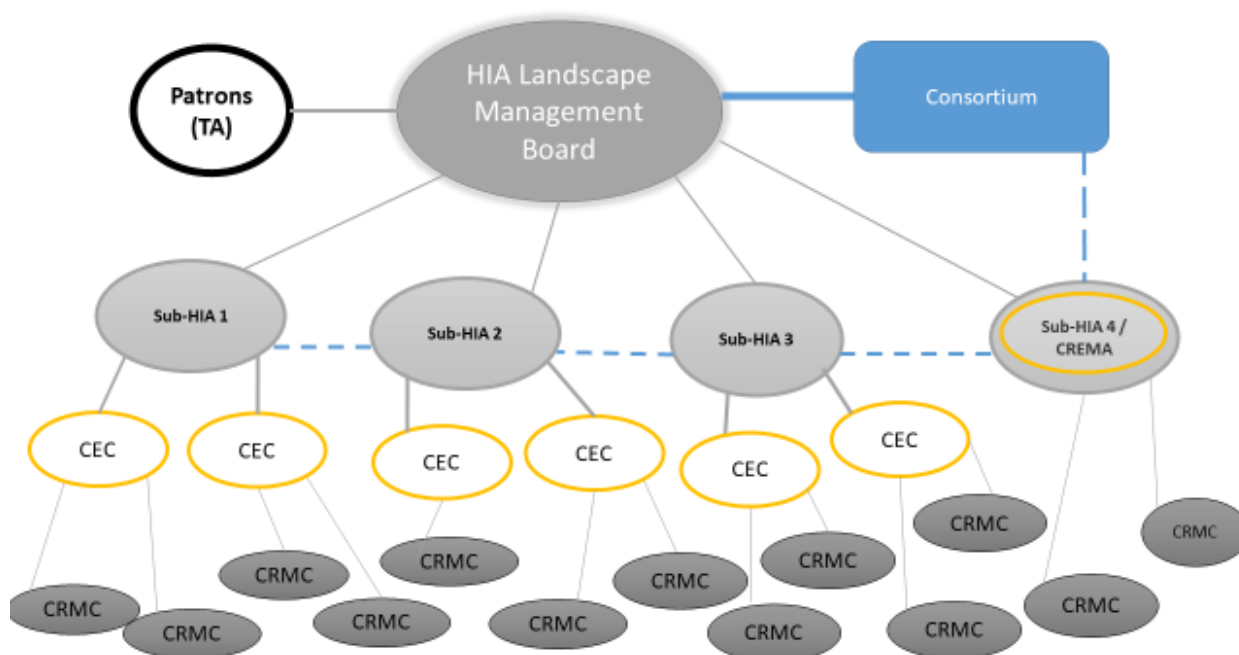 Patrons
(TA)
HIA Landscape
Management
Board
Consortium
Sub-HIA 1
Sub-HIA 2
Sub-HIA 3
Sub-HIA 4 /
CREMA
CEC
CEC
CEC
CEC
CEC
CEC
CRMC
CRMC
CRMC
CRMC
CRMC
CRMC
CRMC
CRMC
CRMC
CRMC
CRMC
CRMC
CRMC